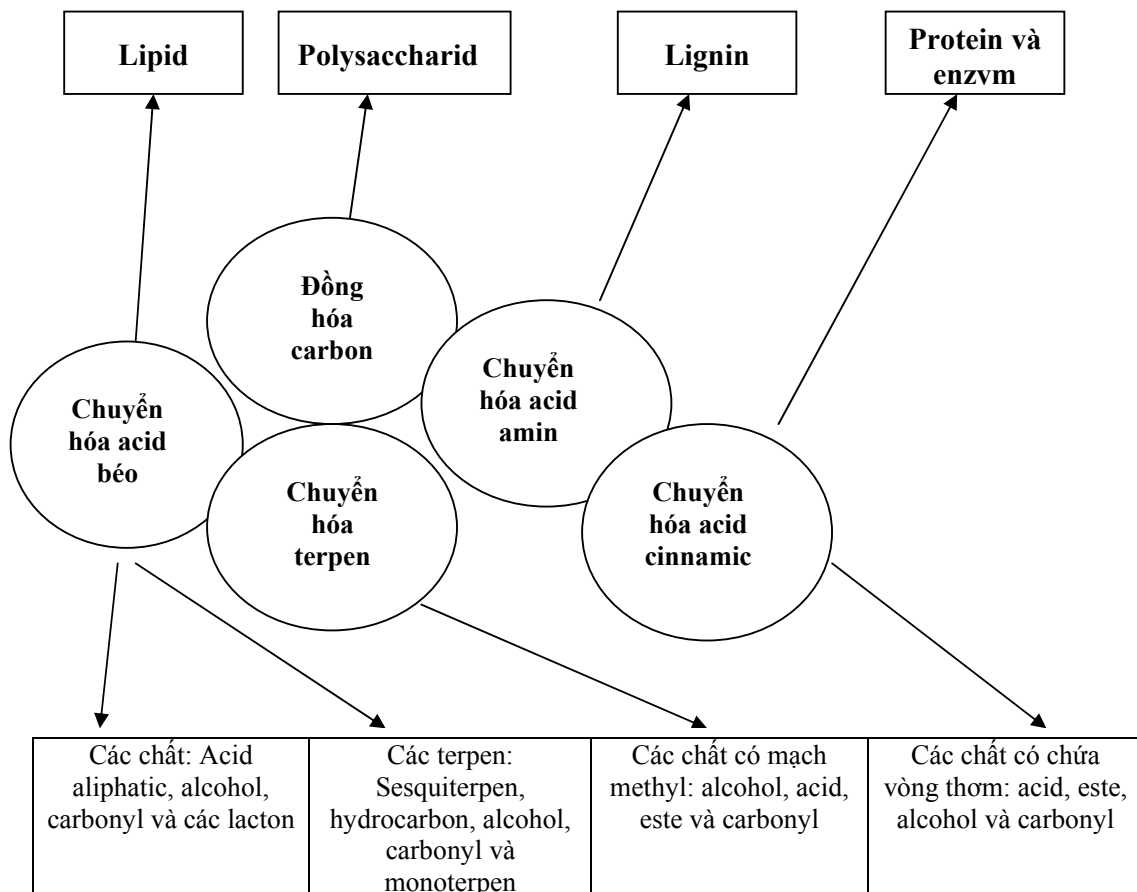 Lipid
Polysaccharid
Lignin
Protein và
enzym
Đồng
hóa
carbon
Chuyển
hóa acid
amin
Chuyển
hóa acid
béo
Chuyển
hóa
terpen
Chuyển
hóa acid
cinnamic
Các chất: Acid
aliphatic, alcohol,
carbonyl và các lacton
Các terpen:
Sesquiterpen,
hydrocarbon, alcohol,
carbonyl và
monoterpen
Các chất có mạch
methyl: alcohol, acid,
este và carbonyl
Các chất có chứa
vòng thơm: acid, este,
alcohol và carbonyl